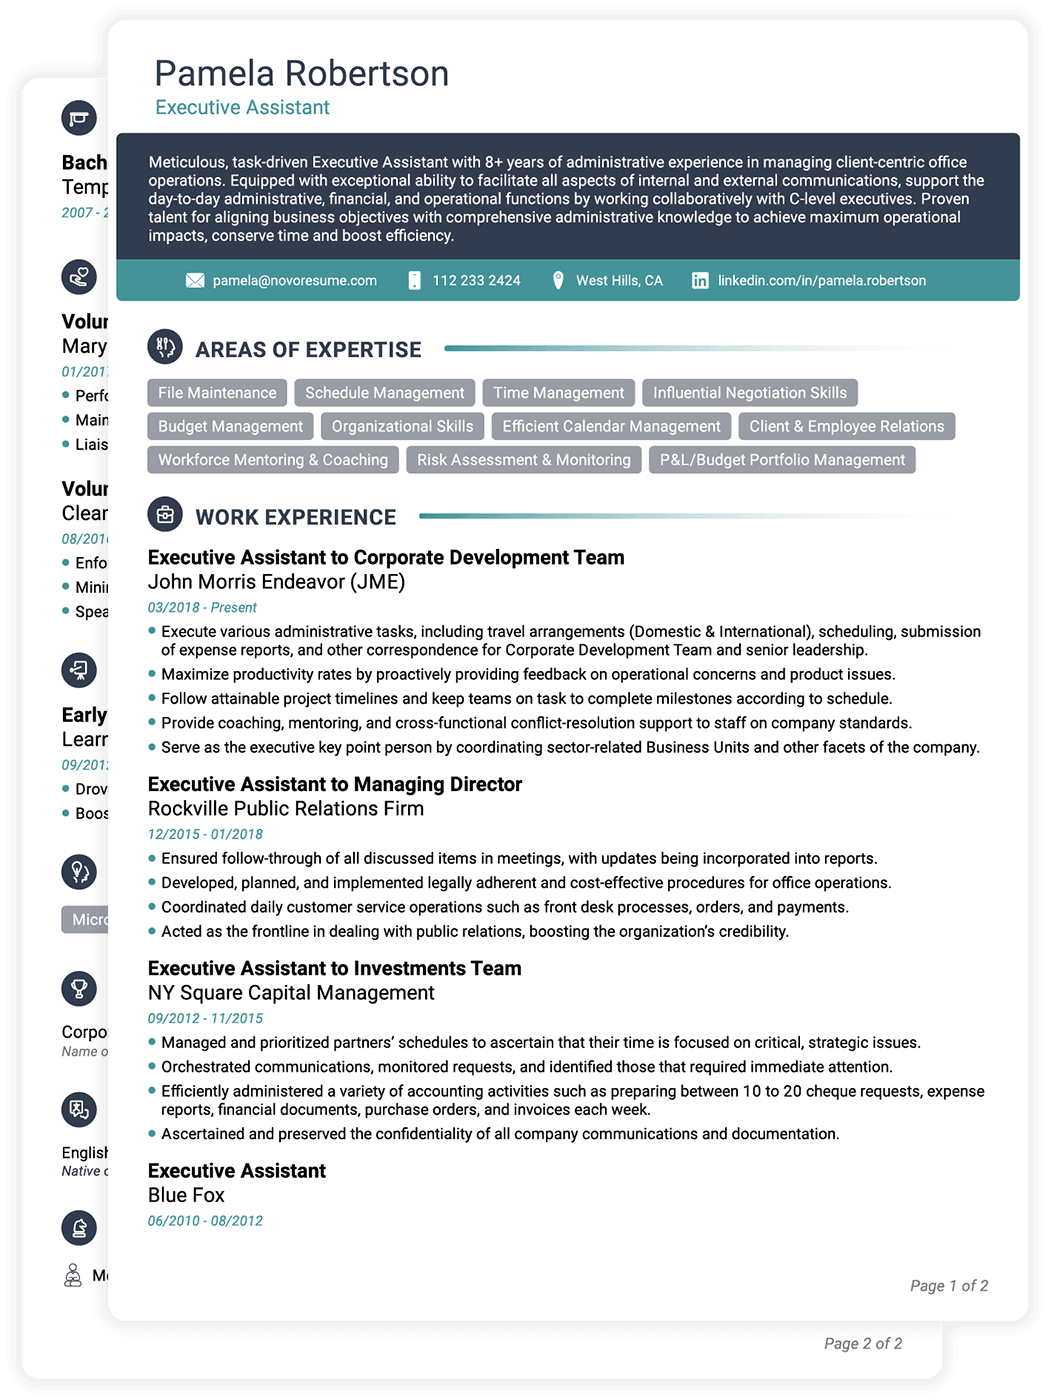 Pamela Robertson
Executive Assistant
Meticulous, task-driven Executive Assistant with 8+ years of administrative experience in managing client-centric office
operations. Equipped with exceptional ability to facilitate all aspects of internal and external communications, support the
day-to-day administrative, financial, and operational functions by working collaboratively with C-level executives. Proven
talent for aligning business objectives with comprehensive administrative knowledge to achieve maximum operational
impacts, conserve time and boost efficiency.
pamela@novoresume.com 112 233 2424 West Hills, CA linkedin.com/in/pamela.robertson
AREAS OF EXPERTISE
File Maintenance Schedule Management Time Management Influential Negotiation Skills
Budget Management Organizational Skills Efficient Calendar Management Client & Employee Relations
Workforce Mentoring & Coaching Risk Assessment & Monitoring P&L/Budget Portfolio Management
WORK EXPERIENCE
Executive Assistant to Corporate Development Team
John Morris Endeavor (JME)
03/2018 - Present
Execute various administrative tasks, including travel arrangements (Domestic & International), scheduling, submission
of expense reports, and other correspondence for Corporate Development Team and senior leadership.
Maximize productivity rates by proactively providing feedback on operational concerns and product issues.
Follow attainable project timelines and keep teams on task to complete milestones according to schedule.
Provide coaching, mentoring, and cross-functional conflict-resolution support to staff on company standards.
Serve as the executive key point person by coordinating sector-related Business Units and other facets of the company.
Executive Assistant to Managing Director
Rockville Public Relations Firm
12/2015 - 01/2018
Ensured follow-through of all discussed items in meetings, with updates being incorporated into reports.
Developed, planned, and implemented legally adherent and cost-effective procedures for office operations.
Coordinated daily customer service operations such as front desk processes, orders, and payments.
Acted as the frontline in dealing with public relations, boosting the organization's credibility.
Executive Assistant to Investments Team
NY Square Capital Management
09/2012 - 11/2015
Managed and prioritized partners' schedules to ascertain that their time is focused on critical, strategic issues.
Orchestrated communications, monitored requests, and identified those that required immediate attention.
Efficiently administered a variety of accounting activities such as preparing between 10 to 20 cheque requests, expense
reports, financial documents, purchase orders, and invoices each week.
Ascertained and preserved the confidentiality of all company communications and documentation.
Executive Assistant
Blue Fox
06/2010 - 08/2012
Page 1 of 2
Bach
Temp
2007 -
Volun
Mary
01/201
Perfo
Main
Liais
Volun
Clean
08/201
Enfo
Mini
Spea
Early
Learn
09/2012
Drov
Boos
Micro
Corpo
Name o
English
Native o
Me
Page 2 of 2